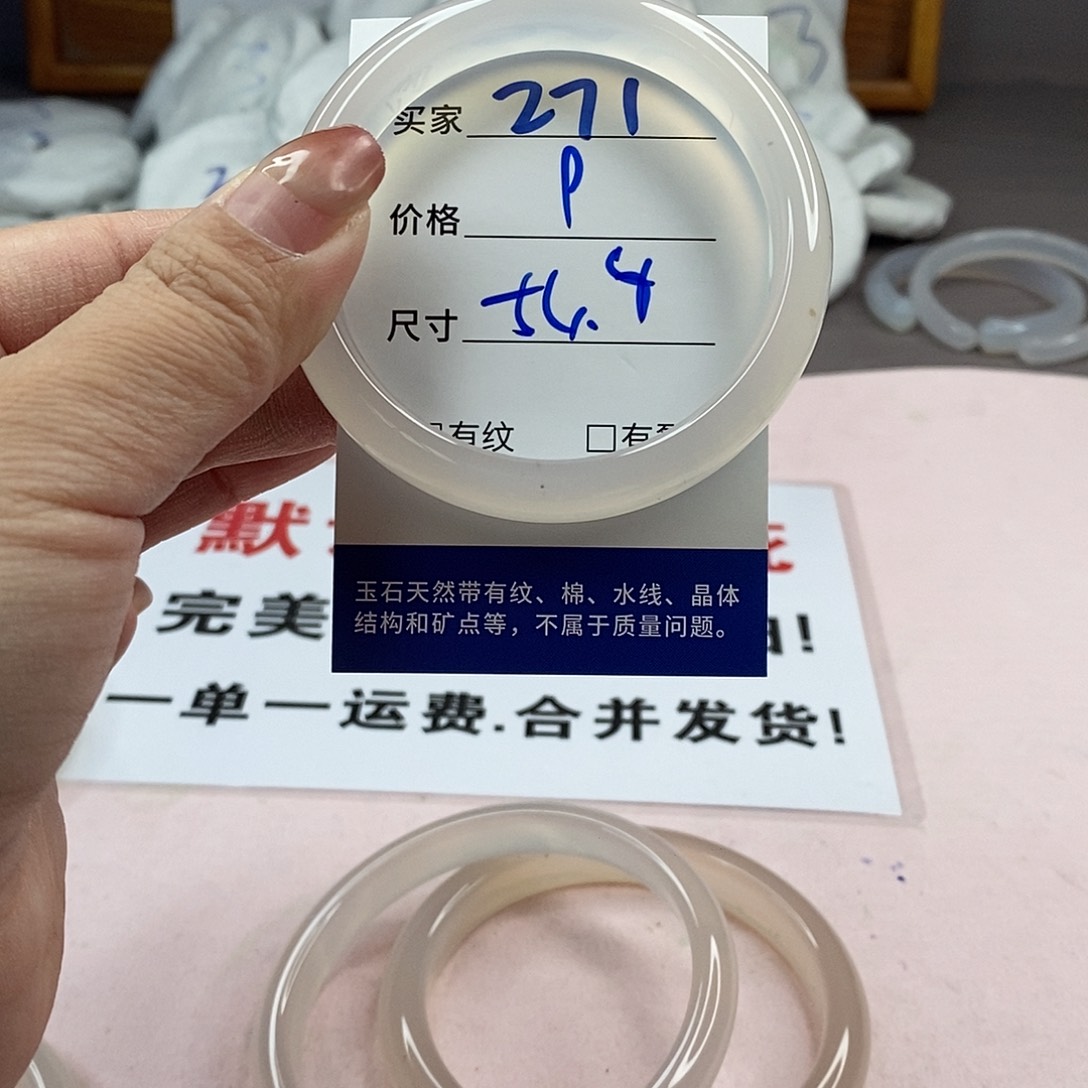 买家 271
价格 P
尺寸 54.4
有纹 □有
玉石天然带有纹、棉、水线、晶体
结构和矿点等，不属于质量问题。
默
完美
!
一单一运费.合并发货!
3